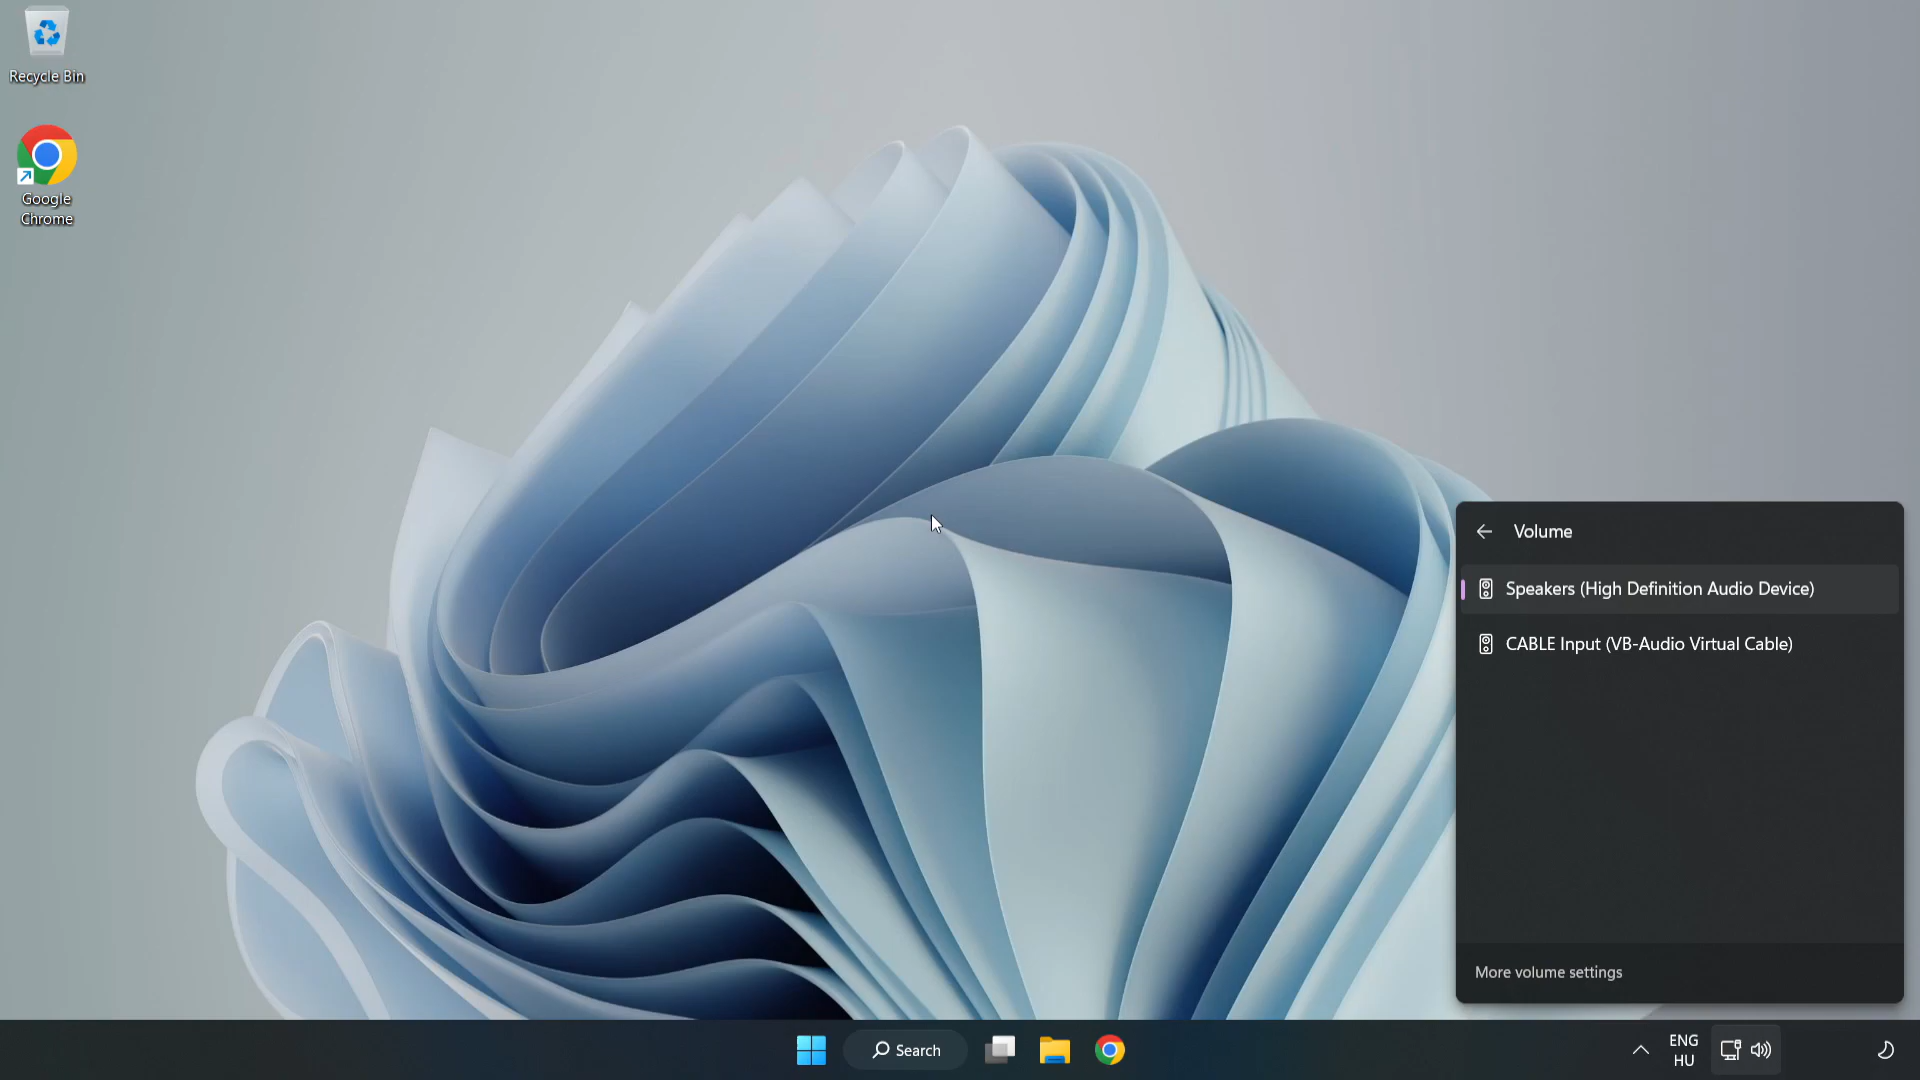 Recycle Bin
Google
Chrome
Volume
Speakers (High Definition Audio Device)
CABLE Input (VB-Audio Virtual Cable)
More volume settings
Search
ENG
HU